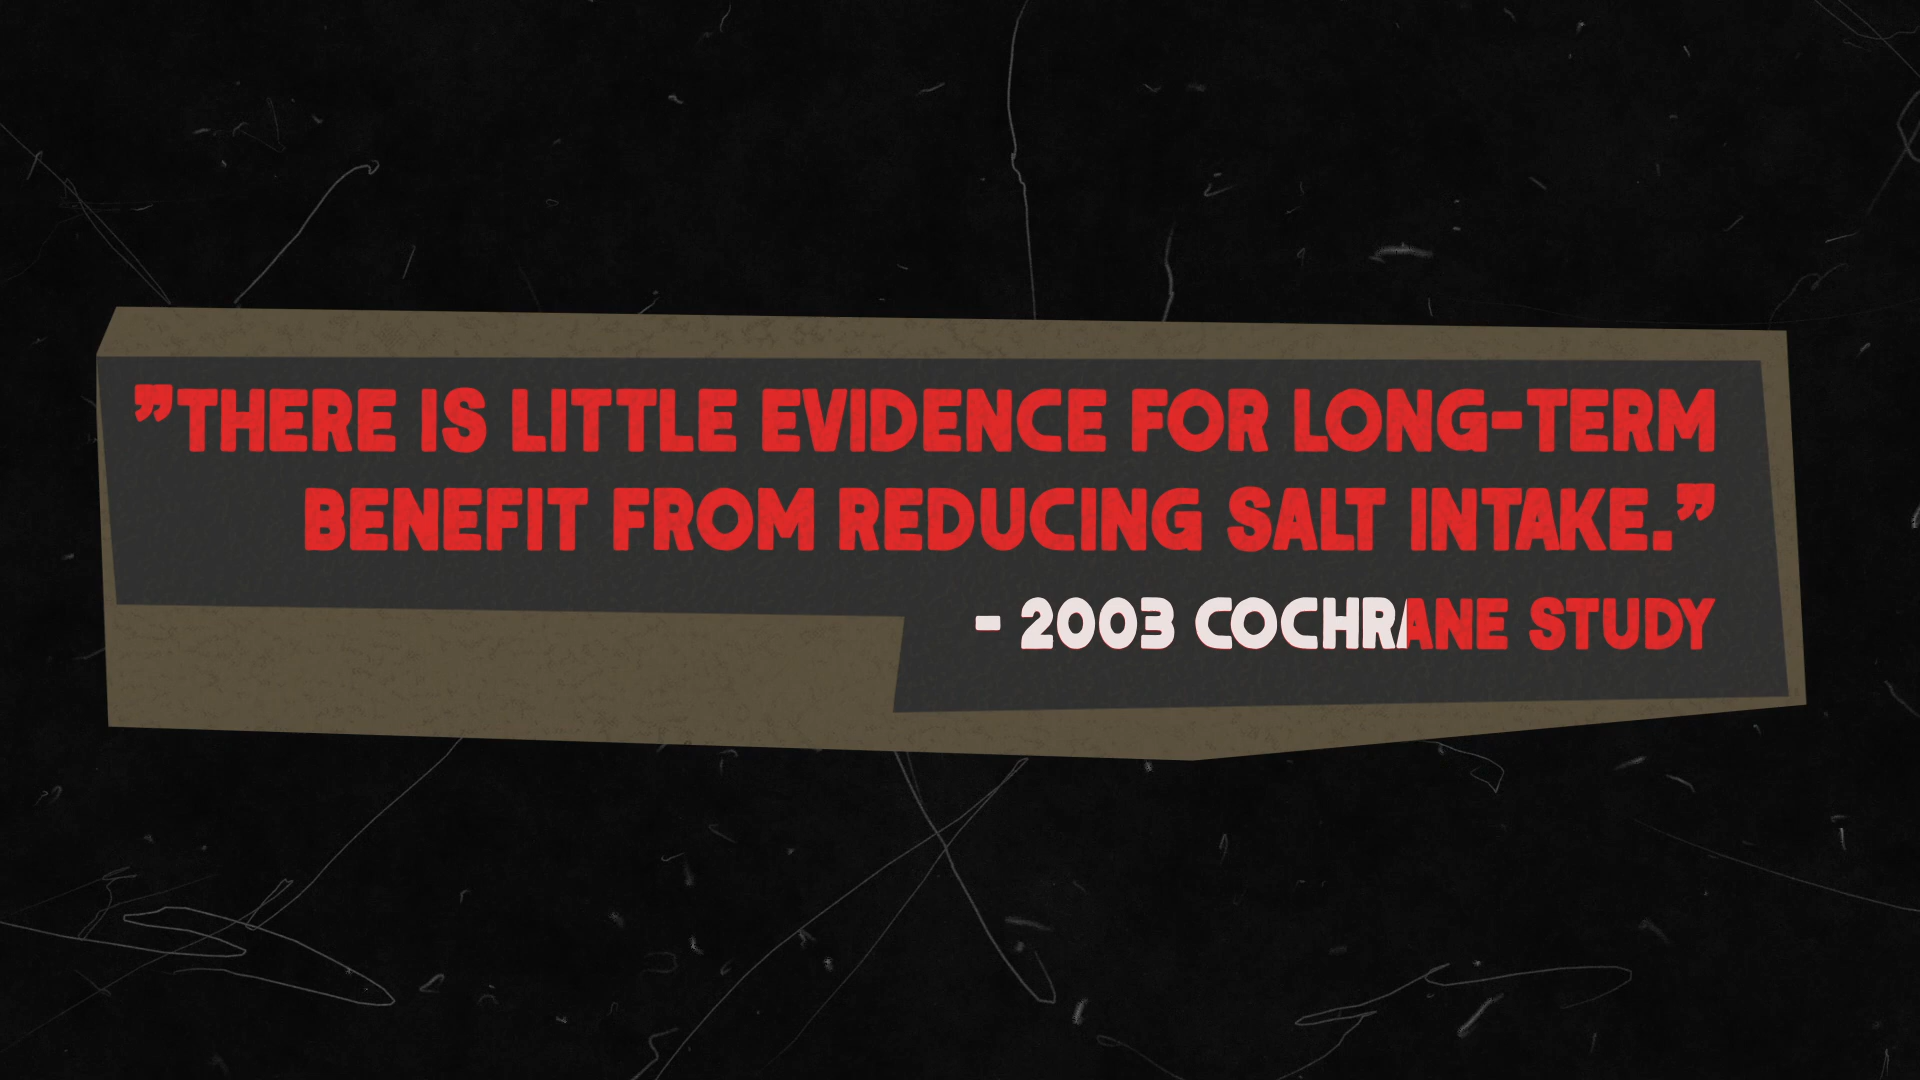 ”THERE IS LITTLE EVIDENCE FOR LONG-TERM
BENEFIT FROM REDUCING SALT INTAKE.”
- 2003 COCHRANE STUDY